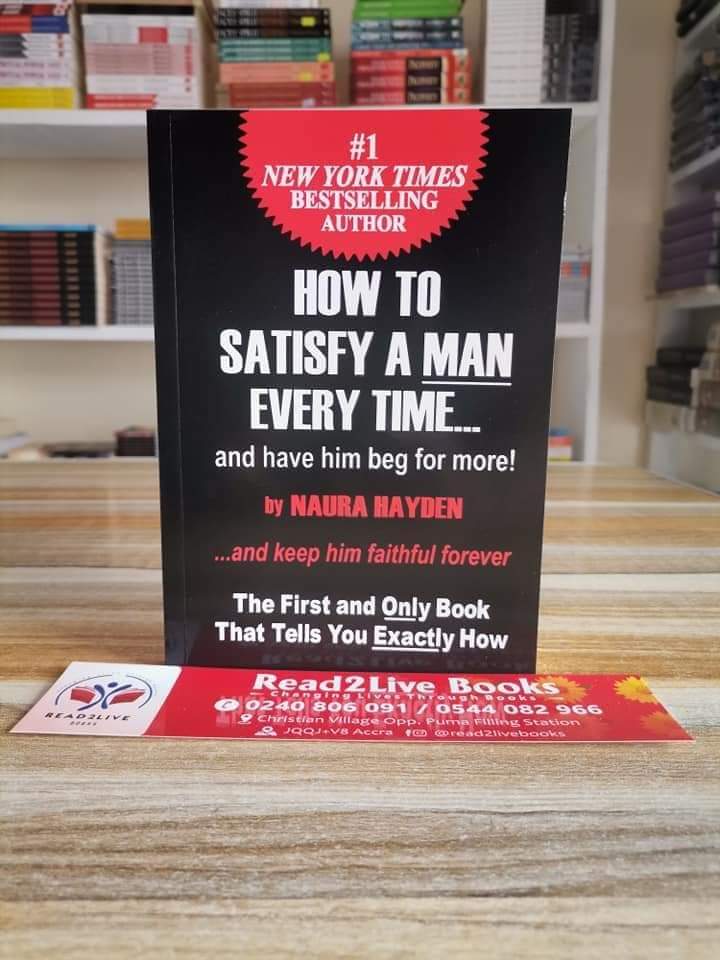 #1
NEW YORK TIMES
BESTSELLING
AUTHOR
HOW TO
SATISFY A MAN
EVERY TIME...
and have him beg for more!
by NAURA HAYDEN
...and keep him faithful forever
The First and Only Book
That Tells You Exactly How
READ2LIVE
BOOKS
Read2Live Books
Changing Lives Through Books
0240 806 091 / 0544 082 966
Christian Village Opp. Puma Filling Station
JQQJ+V8 Accra @read2livebooks